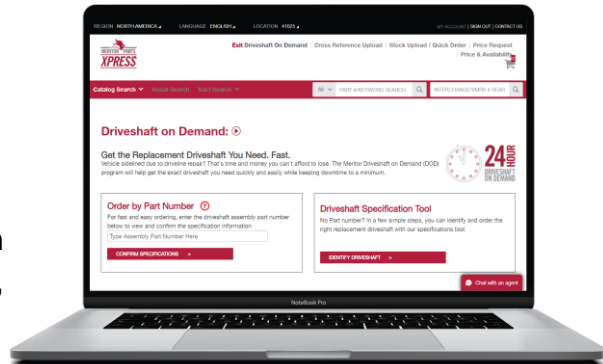 REGION NORTH AMERICA LANGUAGE ENGLISH LOCATION 41625 MY ACCOUNT | SIGN OUT | CONTACT US
MERITOR PARTS
XPRESS
Exit Driveshaft On Demand | Cross Reference Upload | Stock Upload / Quick Order | Price Request
| Price & Availability
Catalog Search Visual Search Exact Search All PART #/KEYWORD SEARCH INTERCHANGE/VMRS # SEAR
Driveshaft on Demand:
Get the Replacement Driveshaft You Need. Fast.
Vehicle sidelined due to driveline repair? That's time and money you can't afford to lose. The Meritor Driveshaft on Demand (DOD)
program will help get the exact driveshaft you need quickly and easily while keeping downtime to a minimum.
24 HOUR
DRIVESHAFT
ON DEMAND
Order by Part Number ?
For fast and easy ordering, enter the driveshaft assembly part number
below to view and confirm the specification information
Type Assembly Part Number Here
CONFIRM SPECIFICATIONS >
Driveshaft Specification Tool
No Part number? In a few simple steps, you can identify and order the
right replacement driveshaft with our specifications tool.
IDENTIFY DRIVESHAFT >
Chat with an agent
NoteBook Pro